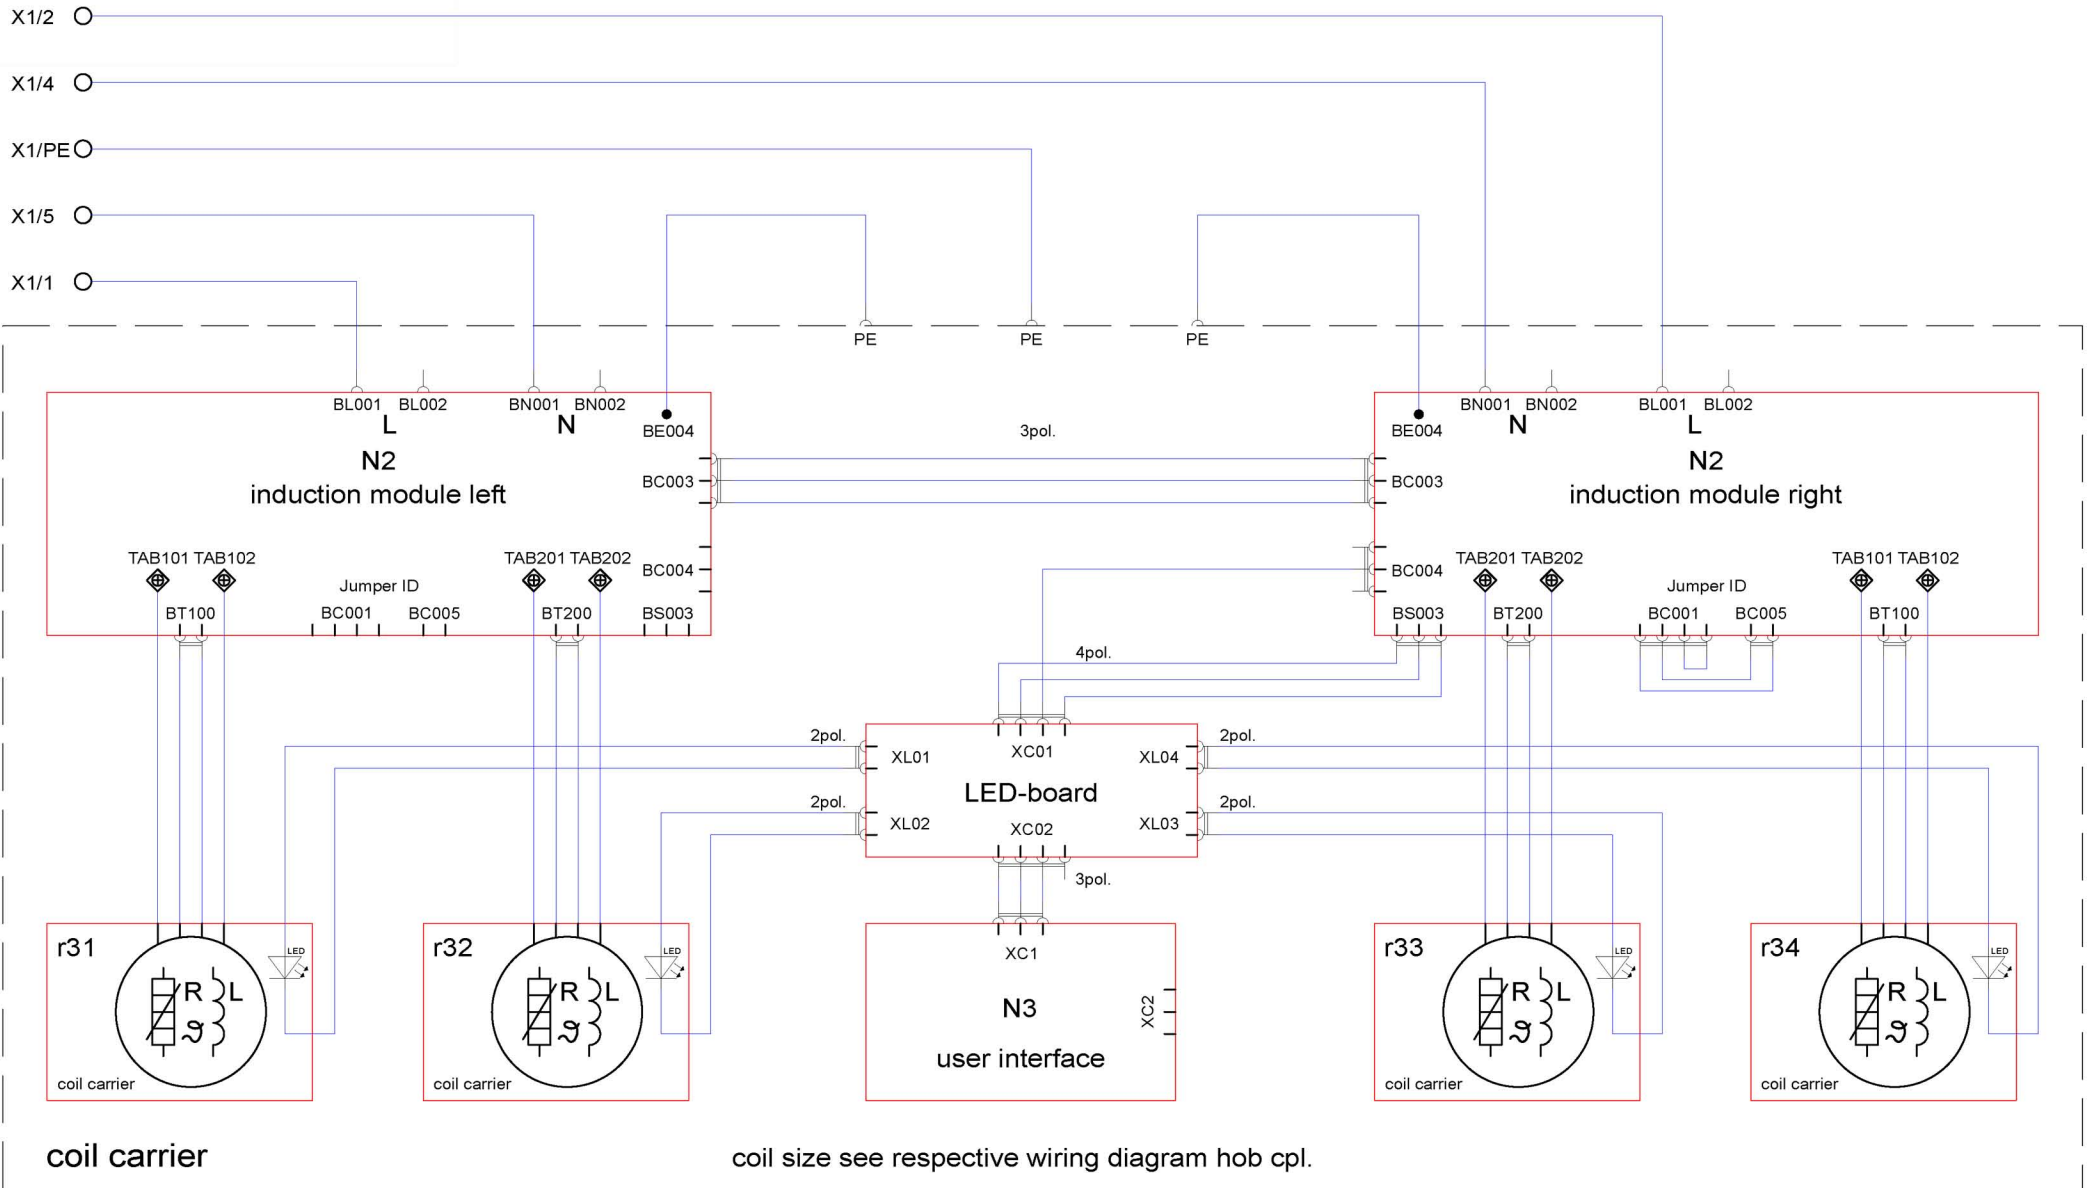 X1/2
X1/4
X1/PE
X1/5
X1/1
PE PE PE
BL001 BL002 BN001 BN002
L N
BE004
N2
induction module left
BC003
TAB101 TAB102 TAB201 TAB202
BC004
Jumper ID
BT100 BC001 BC005 BT200 BS003
3pol.
BN001 BN002 BL001 BL002
BE004
N L
N2
induction module right
BC003
BC004
TAB201 TAB202 TAB101 TAB102
Jumper ID
BS003 BT200 BC001 BC005 BT100
4pol.
2pol. 2pol.
XL01 XC01 XL04
LED-board
2pol. 2pol.
XL02 XC02 XL03
3pol.
r31
LED
R L
ϑ
coil carrier
r32
LED
R L
ϑ
coil carrier
XC1
N3
XC2
user interface
r33
LED
R L
ϑ
coil carrier
r34
LED
R L
ϑ
coil carrier
coil carrier
coil size see respective wiring diagram hob cpl.